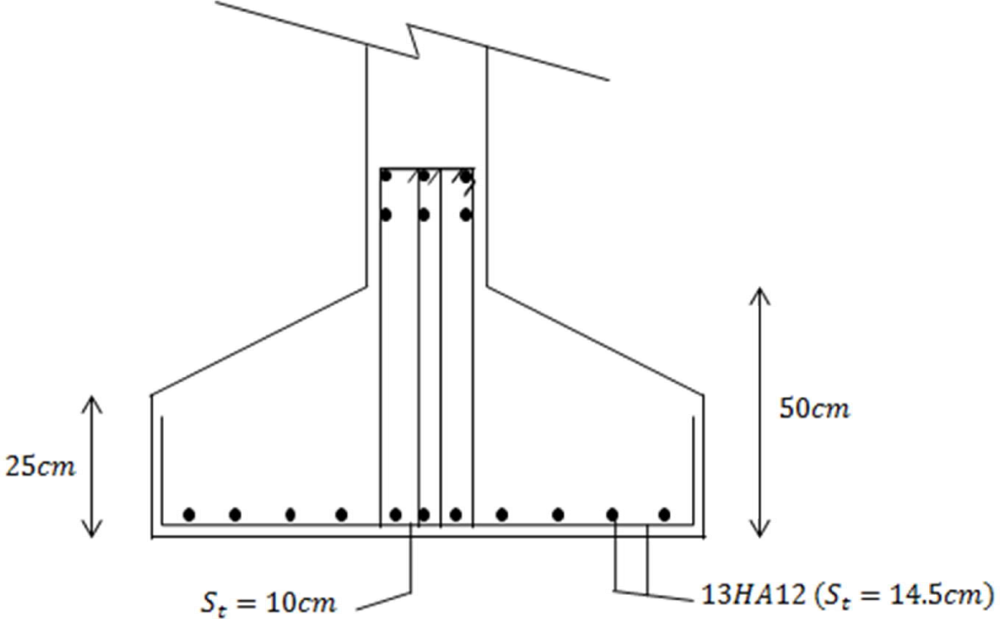 50cm
25cm
S_t = 10cm
13HA12 (S_t = 14.5cm)